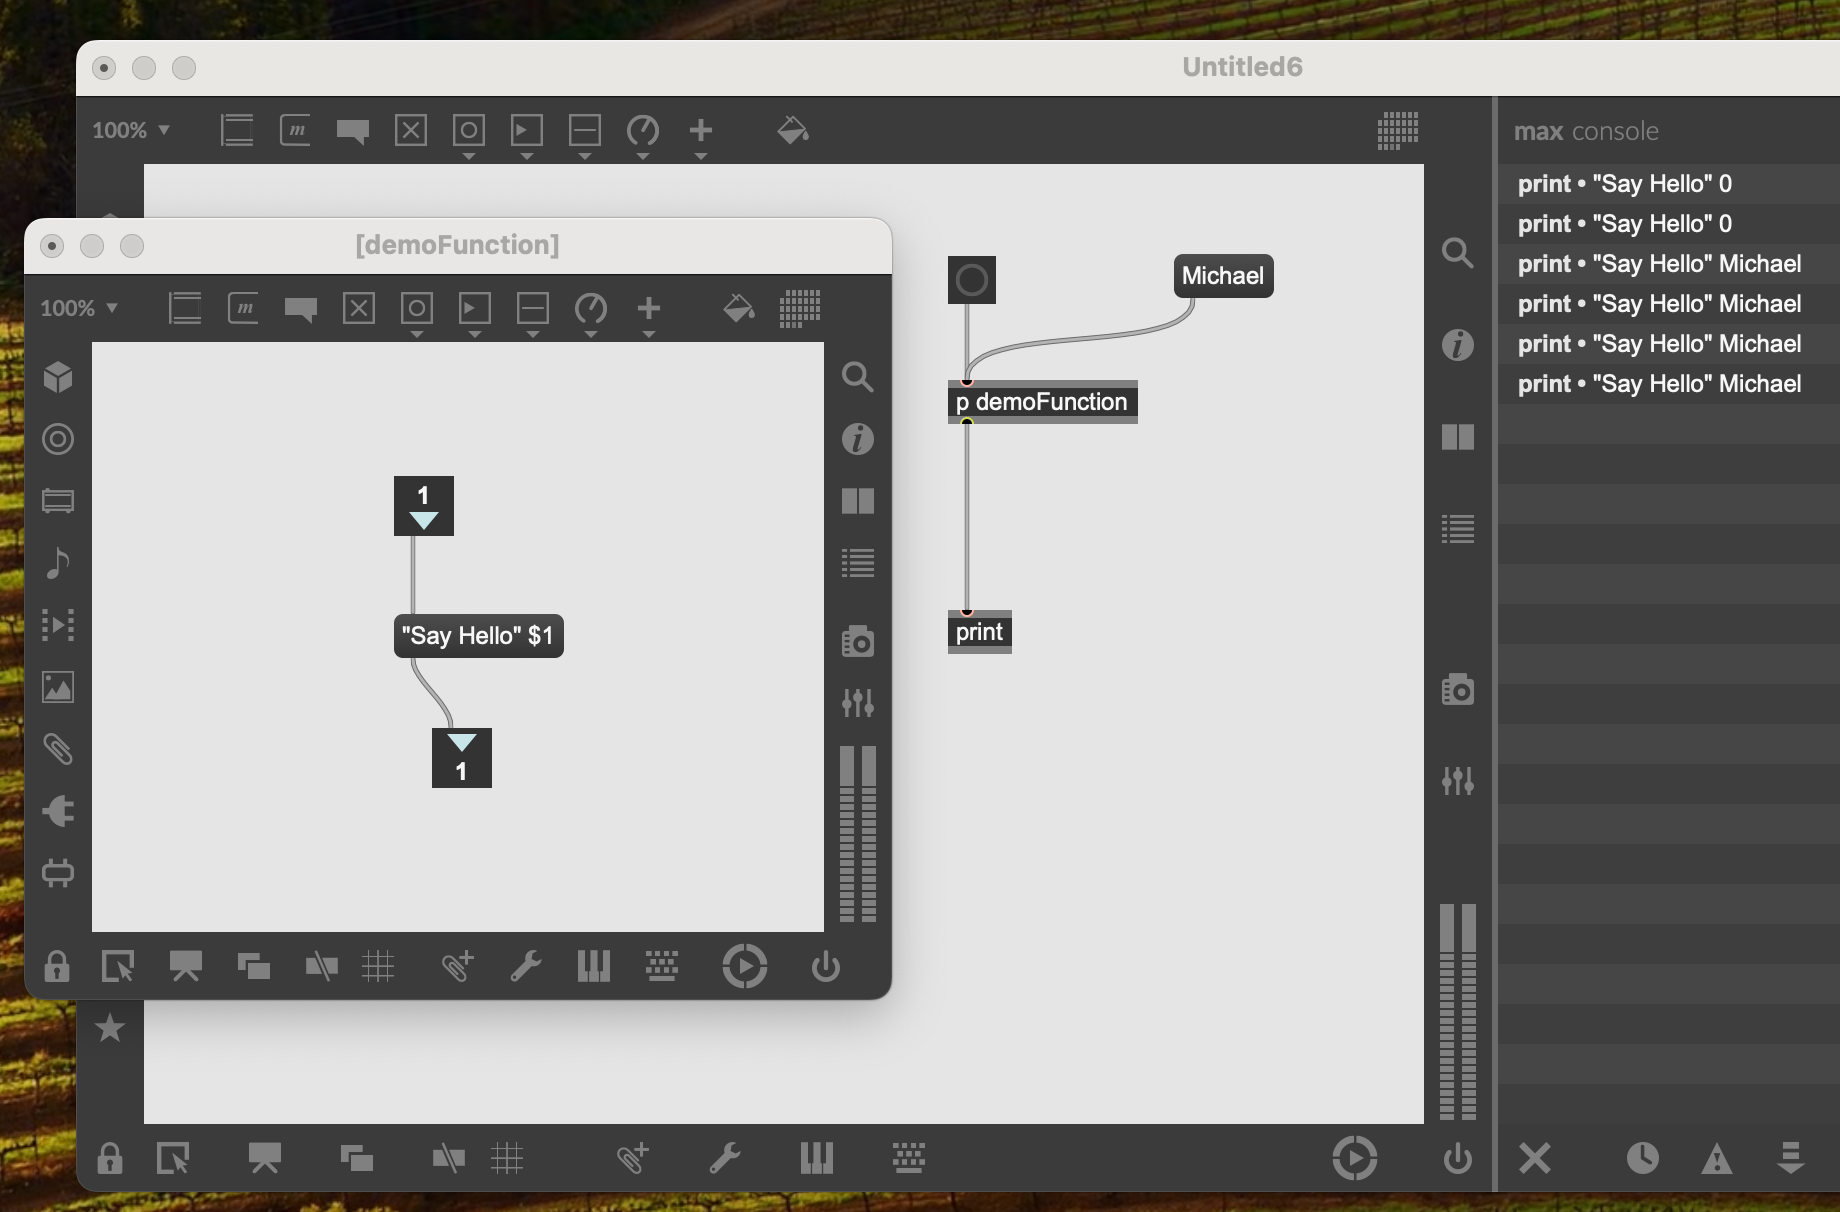 Untitled6
100%
m
max console
print • "Say Hello" 0
print • "Say Hello" 0
print • "Say Hello" Michael
print • "Say Hello" Michael
print • "Say Hello" Michael
print • "Say Hello" Michael
[demoFunction]
100%
m
1
"Say Hello" $1
1
Michael
p demoFunction
print